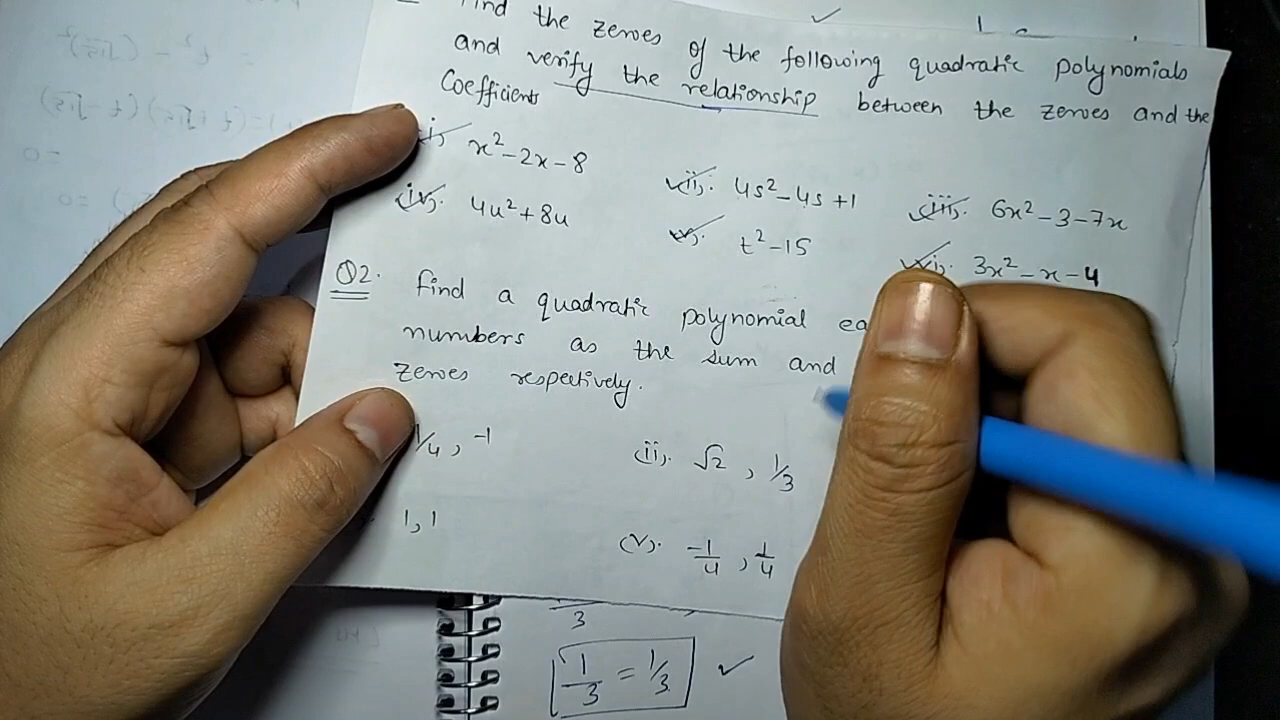 the zeroes of the following quadratic polynomials
and verify the relationship between the zeroes and the
Coefficients
i). x² - 2x - 8
(ii). 4s² - 4s + 1
(iii). 6x² - 3 - 7x
(iv). 4u² + 8u
(v). t² - 15
(vi). 3x² - x - 4
Q2. find a quadratic polynomial
numbers as the sum and
zeroes respectively.
1/4, -1
(ii). √2, 1/3
1, 1
(v). -1/4, 1/4
3
1/3 = 1/3